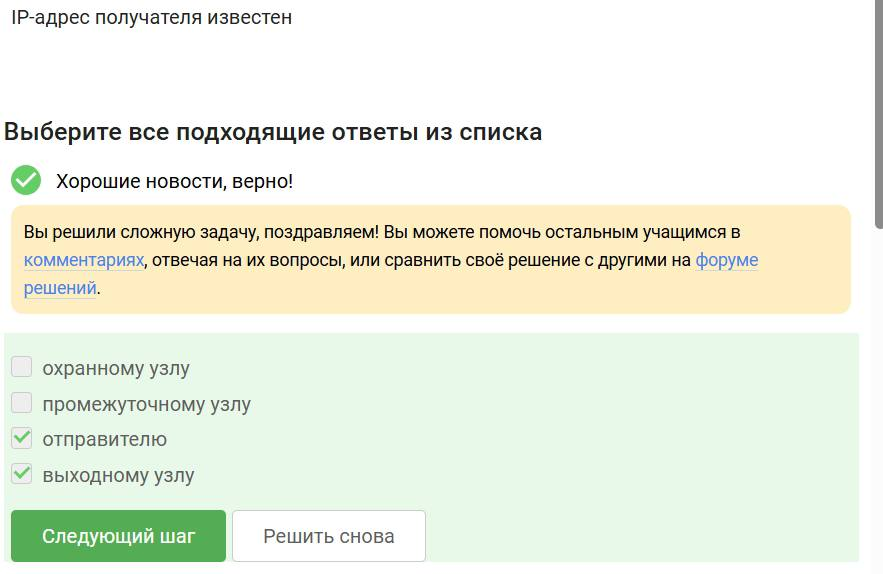 IP-адрес получателя известен
Выберите все подходящие ответы из списка
Хорошие новости, верно!
Вы решили сложную задачу, поздравляем! Вы можете помочь остальным учащимся в
комментариях, отвечая на их вопросы, или сравнить своё решение с другими на форуме
решений.
охранному узлу
промежуточному узлу
отправителю
выходному узлу
Следующий шаг
Решить снова